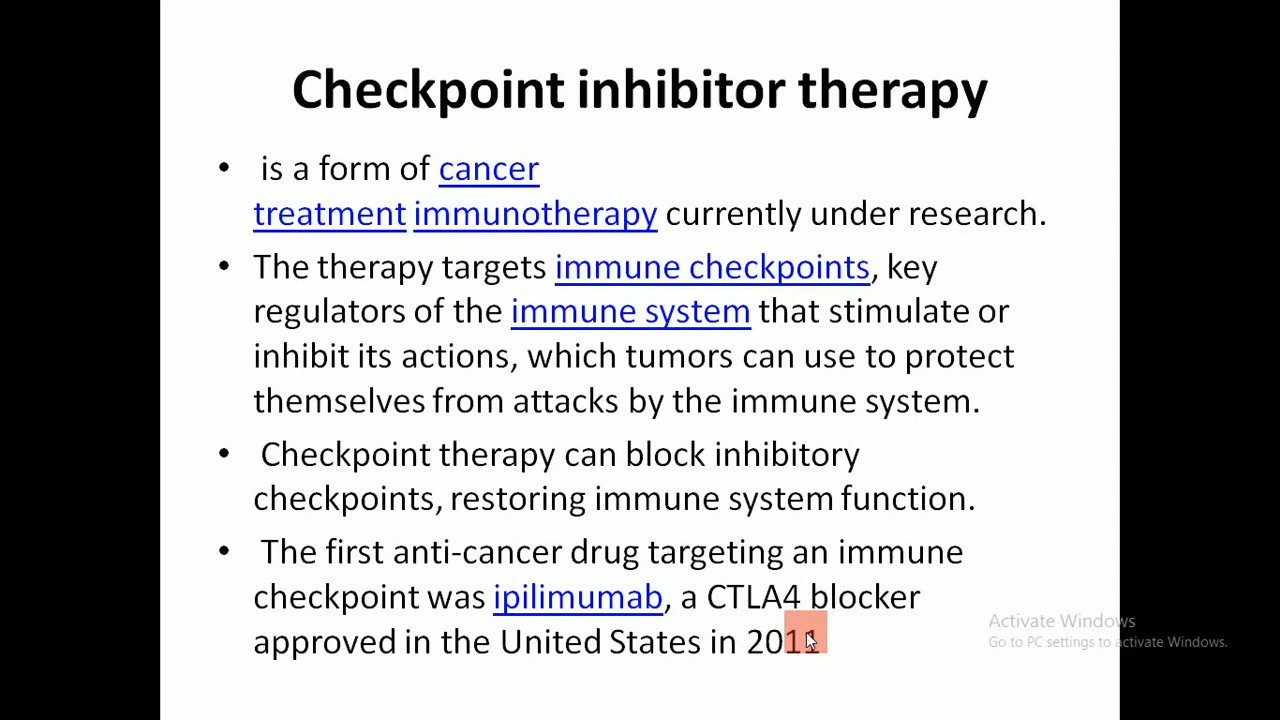 Checkpoint inhibitor therapy
• is a form of cancer
treatment immunotherapy currently under research.
• The therapy targets immune checkpoints, key
regulators of the immune system that stimulate or
inhibit its actions, which tumors can use to protect
themselves from attacks by the immune system.
• Checkpoint therapy can block inhibitory
checkpoints, restoring immune system function.
• The first anti-cancer drug targeting an immune
checkpoint was ipilimumab, a CTLA4 blocker
approved in the United States in 2011
Activate Windows
Go to PC settings to activate Windows.